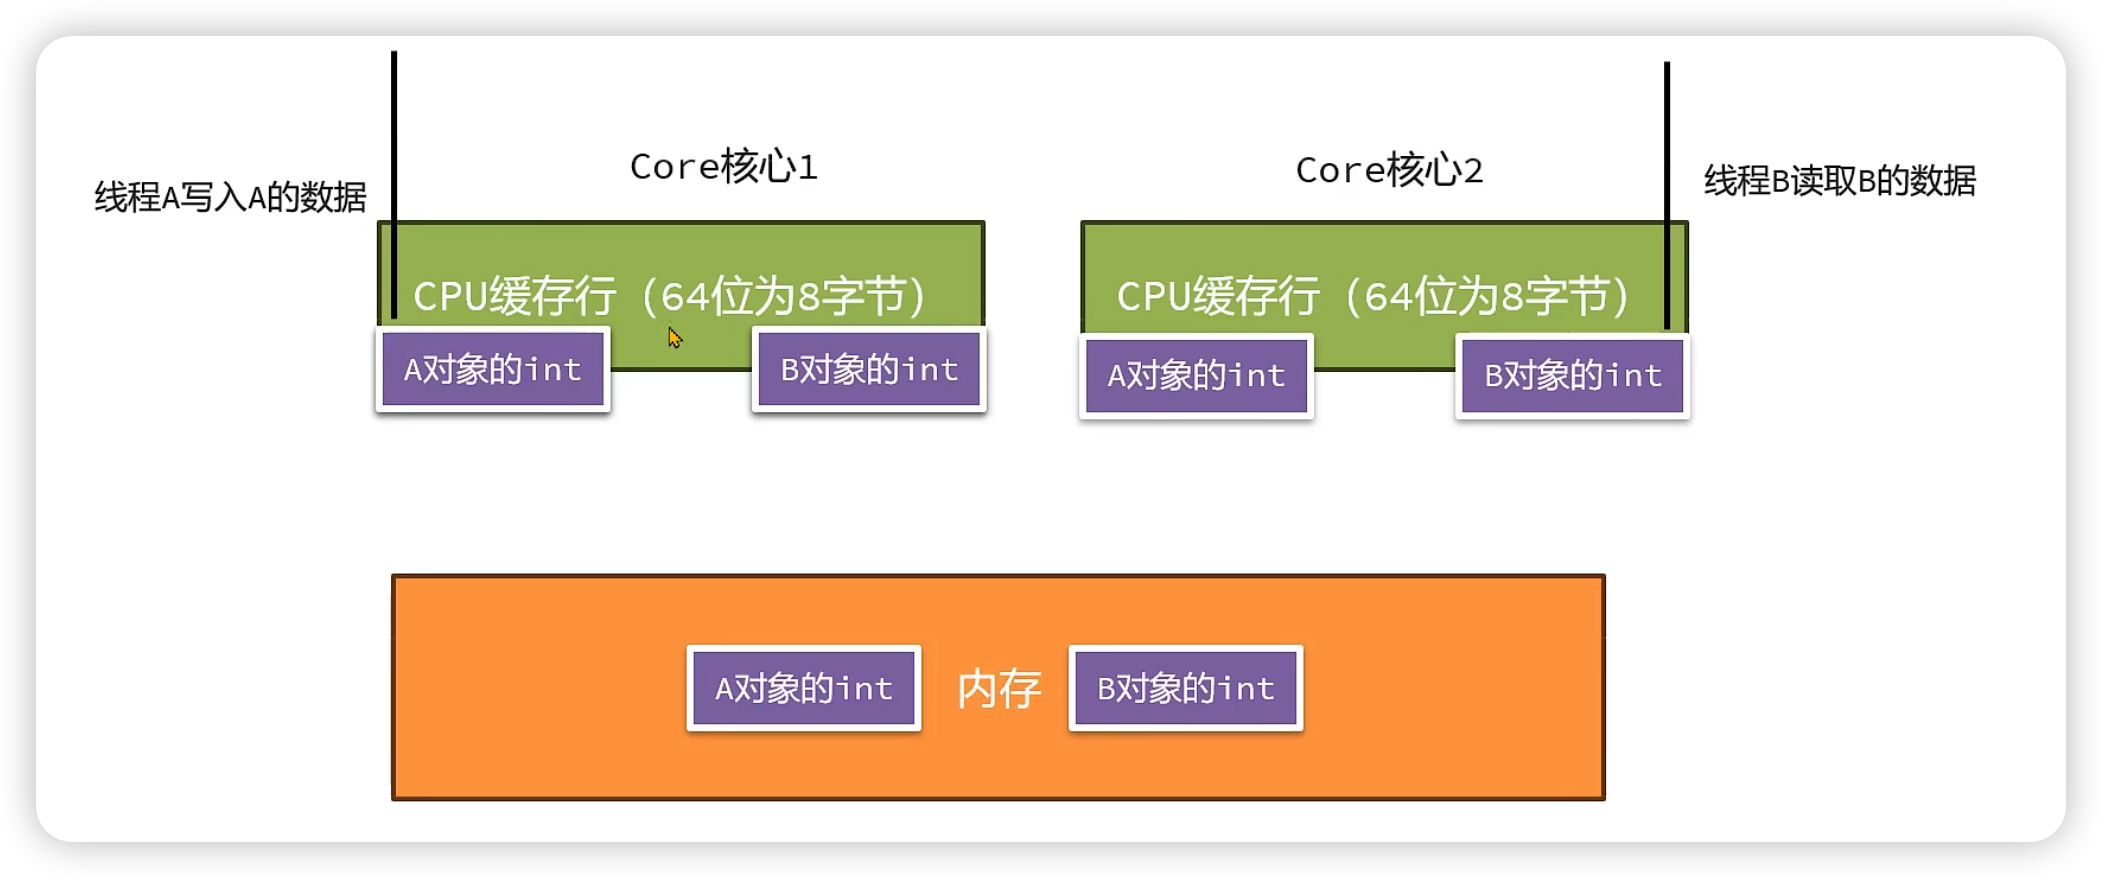 Core核心1
Core核心2
线程A写入A的数据
线程B读取B的数据
CPU缓存行（64位为8字节）
CPU缓存行（64位为8字节）
A对象的int
B对象的int
A对象的int
B对象的int
A对象的int
内存
B对象的int